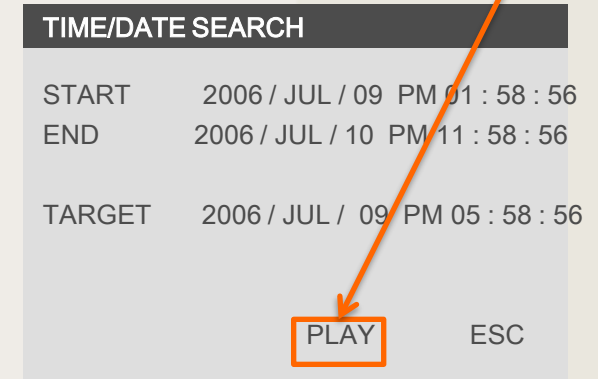 TIME/DATE SEARCH
START 2006 / JUL / 09 PM 01 : 58 : 56
END 2006 / JUL / 10 PM 11 : 58 : 56
TARGET 2006 / JUL / 09 PM 05 : 58 : 56
PLAY ESC